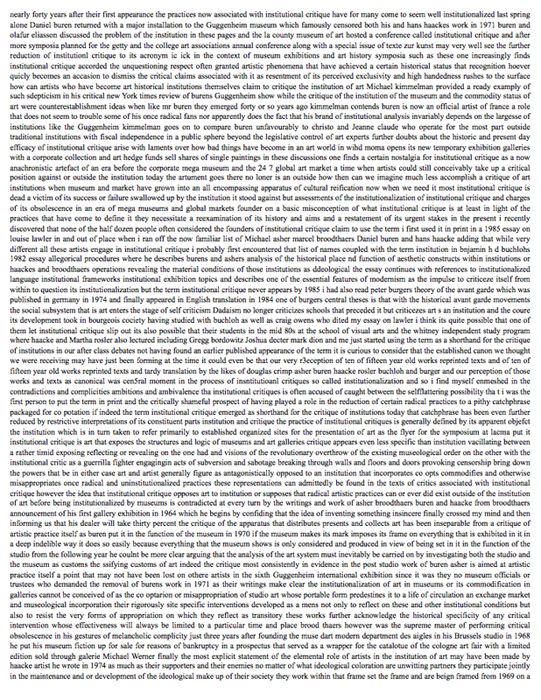 nearly forty years after their first appearance the practices now associated with institutional critique have for many come to seem well institutionalized last spring
alone Daniel buren returned with a major installation to the Guggenheim museum which famously censored both his and hans haackes work in 1971 buren and
olafur eliasson discussed the problem of the institution in these pages and the la county museum of art hosted a conference called institutional critique and after
more symposia planned for the getty and the college art associations annual conference along with a special issue of texte zur kunst may very well see the further
reduction of institutionl critique to its acronym ic ick in the context of museum exhibitions and art history symposia such as these one increasingly finds
institutional critique accorded the unquestioning respect often granted artistic phenomena that have achieved a certain historical status that recognition hoever
quicly becomes an accasion to dismiss the critical claims associated with it as resentment of its perceived exclusivity and high handedness rushes to the surface
how can artists who have become art historical institutions themselves claim to critique the institution of art Michael kimmelman provided a ready example of
such skepticism in his critical new York times review of burens Guggenheim show while the critique of the institution of the museum and the commodity status of
art were counterestablishment ideas when like mr buren they emerged forty or so years ago kimmelman contends buren is now an official artist of france a role
that does not seem to trouble some of his once radical fans nor apparently does the fact that his brand of institutional analysis invariably depends on the largesse of
institutions like the Guggenheim kimmelman goes on to compare buren unfavourably to christo and Jeanne claude who operate for the most part outside
traditional institutions with fiscal independence in a public sphere beyond the legislative control of art experts further doubts about the historic and present day
efficacy of institutional critique arise with laments over how bad things have become in an art world in wihd moma opens its new temporary exhibition galleries
with a corporate collection and art hedge funds sell shares of single paintings in these discussions one finds a certain nostalgia for institutional critique as a now
anachronistic artefact of an era before the corporate mega museum and the 24 7 global art market a time when artists could still conceivably take up a critical
position against or outside the institution today the artument goes there no loner is an outside how then can we imagine much less accomplish a critique of art
institutions when museum and market have grown into an all encompassing apparatus of cultural reification now when we need it most institutional critique is
dead a victim of its success or failure swallowed up by the institution it stood against but assessments of the institutionalization of institutional critique and charges
of its obsolescence in an era of mega museums and global markets founder on a basic misconception of what institutional critique is at least in light of the
practices that have come to define it they necessitate a reexamination of its history and aims and a restatement of its urgent stakes in the present i recently
discovered that none of the half dozen people often considered the founders of institutional critique claim to use the term i first used it in print in a 1985 essay on
louise lawler in and out of place when i ran off the now familiar list of Michael asher marcel broodthaers Daniel buren and hans haacke adding that while very
different all these artists engage in institutional critique i probably first encountered that list of names coupled with the term institution in bnjamin h d buchlohs
1982 essay allegorical procedures where he describes burens and ashers analysis of the historical place nd function of aesthetic constructs within institutions or
haackes and broodthaers operations revealing the material conditions of those institutions as ddeological the essay continues with references to institutionalized
language institutional frameworks institutional exhibition topics and describes one of the essential features of modernism as the impulse to criticize itself from
within to question its institutionalization but the term institutional critique never appears by 1985 i had also read peter burgers theory of the avant garde which was
published in germany in 1974 and finally appeared in English translation in 1984 one of burgers central theses is that with the historical avant garde movements
the social subsystem that is art enters the stage of self criticism Dadaism no longer criticizes schools that preceded it but criticizes art s an institution and the coure
its development took in bourgeois society having studied with buchloh as well as craig owens who edited my essay on lawler i think its quite possible that one of
them let institutional critique slip out its also possible that their students in the mid 80s at the school of visual arts and the whitney independent study program
where haacke and Martha rosler also lectured including Gregg bordowitz Joshua decter mark dion and me just started using the term as a shorthand for the critique
of institutions in our after class debates not having found an earlier published appearance of the term it is curious to consider that the established canon we thought
we were receiving may have just been forming at the time it could even be that our very r3eception of ten of fifteen year old works reprinted texts and of ten of
fifteen year old works reprinted texts and tardy translation by the likes of douglas crimp asher buren haacke rosler buchloh and burger and our perception of those
works and texts as canonical was cen5ral moment in the process of insntitutioanl critiques so called institutionalization and so i find myself enmeshed in the
contradictions and complicities ambitions and ambivalence tha institutional critiques is often accused of caught between the selfflattering possibility tha t i was the
first person to put the term in print and the critically shameful prospect of having played a role in the reduction of certain radical practices to a pithy catchphrase
packaged for co potation if indeed the term institutional critique emerged as shorthand for the critique of institutions today that catchphrase has been even further
reduced by restrictive interpretations of its constituent parts institution and critique the practice of institutional critiques is generally defined by its apparent objefct
the institution which is in turn taken to refer primarily to established organized sites for the presentation of art as the flyer for the symposium at lacma put it
institutional critique is art that exposes the structures and logic of museums and art galleries critique appears even less specific than institution vacillating between
a rather timid exposing reflecting or revealing on the one had and visions of the revolutionary overthrow of the existing museological order on the other with the
institutional critic as a guerrilla fighter engagingin acts of subversion and sabotage breaking through walls and floors and doors provoking censorship bring down
the powers that be in either case art and artist generally figure as antagonistically opposed to an institution that incorporates co opts commodifies and otherwise
misappropriates once radical and uninstitutionalized practices these representations can admittedly be found in the texts of critics associated with institutional
critique however the idea that institutional critique opposes art to institution or supposes that radical artistic practices can or ever did exist outside of the institution
of art before being institutionalized by museums is contradicted at every turn by the writings and work of asher broodthaers buren and haacke from broodthaers
announcement of his first gallery exhibition in 1964 which he begins by confiding that the idea of inventing something insincere finally crossed my mind and then
informing us that his dealer will take thirty percent the critique of the apparatus that distributes presents and collects art has been inseparable from a critique of
artistic practice itself as buren put it in the function of the museum in 1970 if the museum makes its mark imposes its frame on everything that is exhibited in it in
a deep indelible way it does so easily because everything that the museum shows is only considered and produced in view of being set in it in the function of the
studio from the following year he coulnt be more clear arguing that the analysis of the art system must inevitably be carried on by investigating both the studio and
the museum as customs the ssifying customs of art indeed the critique most consistently in evidence in the post studio work of buren asher is aimed at artistic
practice itself a point that may not have been lost on othere artists in the sixth Guggenheim international exhibition since it was they no museum officials or
trustees who demanded the removal of burens work in 1971 as their writings make clear the institutionalization of art in museums or its commodification in
galleries cannot be conceived of as the co optarion or misappropriation of studio art whose portable form predestines it to a life of circulation an exchange market
and museological incorporation their rigorously site specific interventions developed as a mens not only to reflect on these and other institutional conditions but
also to resist the very forms of appropriation on which they reflect as transitory these works further acknowledge the historical specificity of any critical
intervention whose effectiveness will always be limited to a particular time and place brood thaers however was the supreme master of performing critical
obsolescence in his gestures of melancholic complicity just three years after founding the muse dart modern department des aigles in his Brussels studio in 1968
he put his museum fiction up for sale for reasons of bankruptcy in a prospectus that served as a wrapper for the catalotue of the cologne art fair with a limited
edition sold through galerie Michael Werner finally the most explicit statement of the elemental role of artists in the institution of art may have been made by
haacke artist he wrote in 1974 as much as their supporters and their enemies no matter of what ideological coloration are unwitting partners they participate jointly
in the maintenance and or development of the ideological make up of their society they work within that frame set the frame and are beign framed from 1969 on a